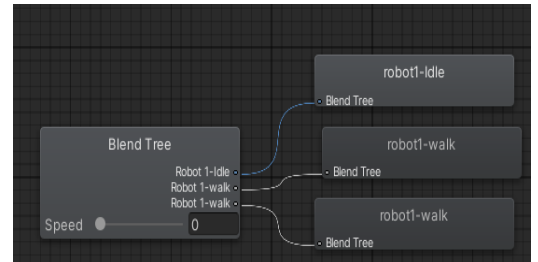 robot1-Idle
Blend Tree
Blend Tree
robot1-walk
Robot 1-Idle
Blend Tree
Robot 1-walk
Robot 1-walk
robot1-walk
Speed
0
Blend Tree